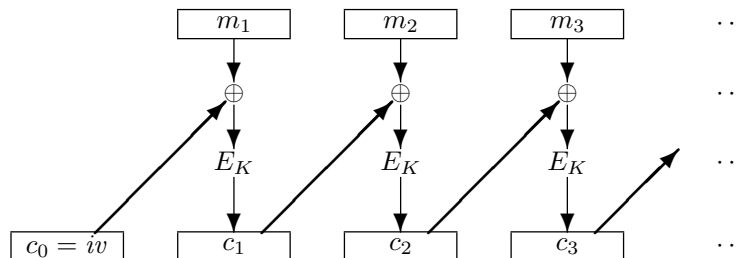 m₁ m₂ m₃ ..
⊕ ⊕ ⊕ ..
E_K E_K E_K ..
c₀ = iv c₁ c₂ c₃ ..